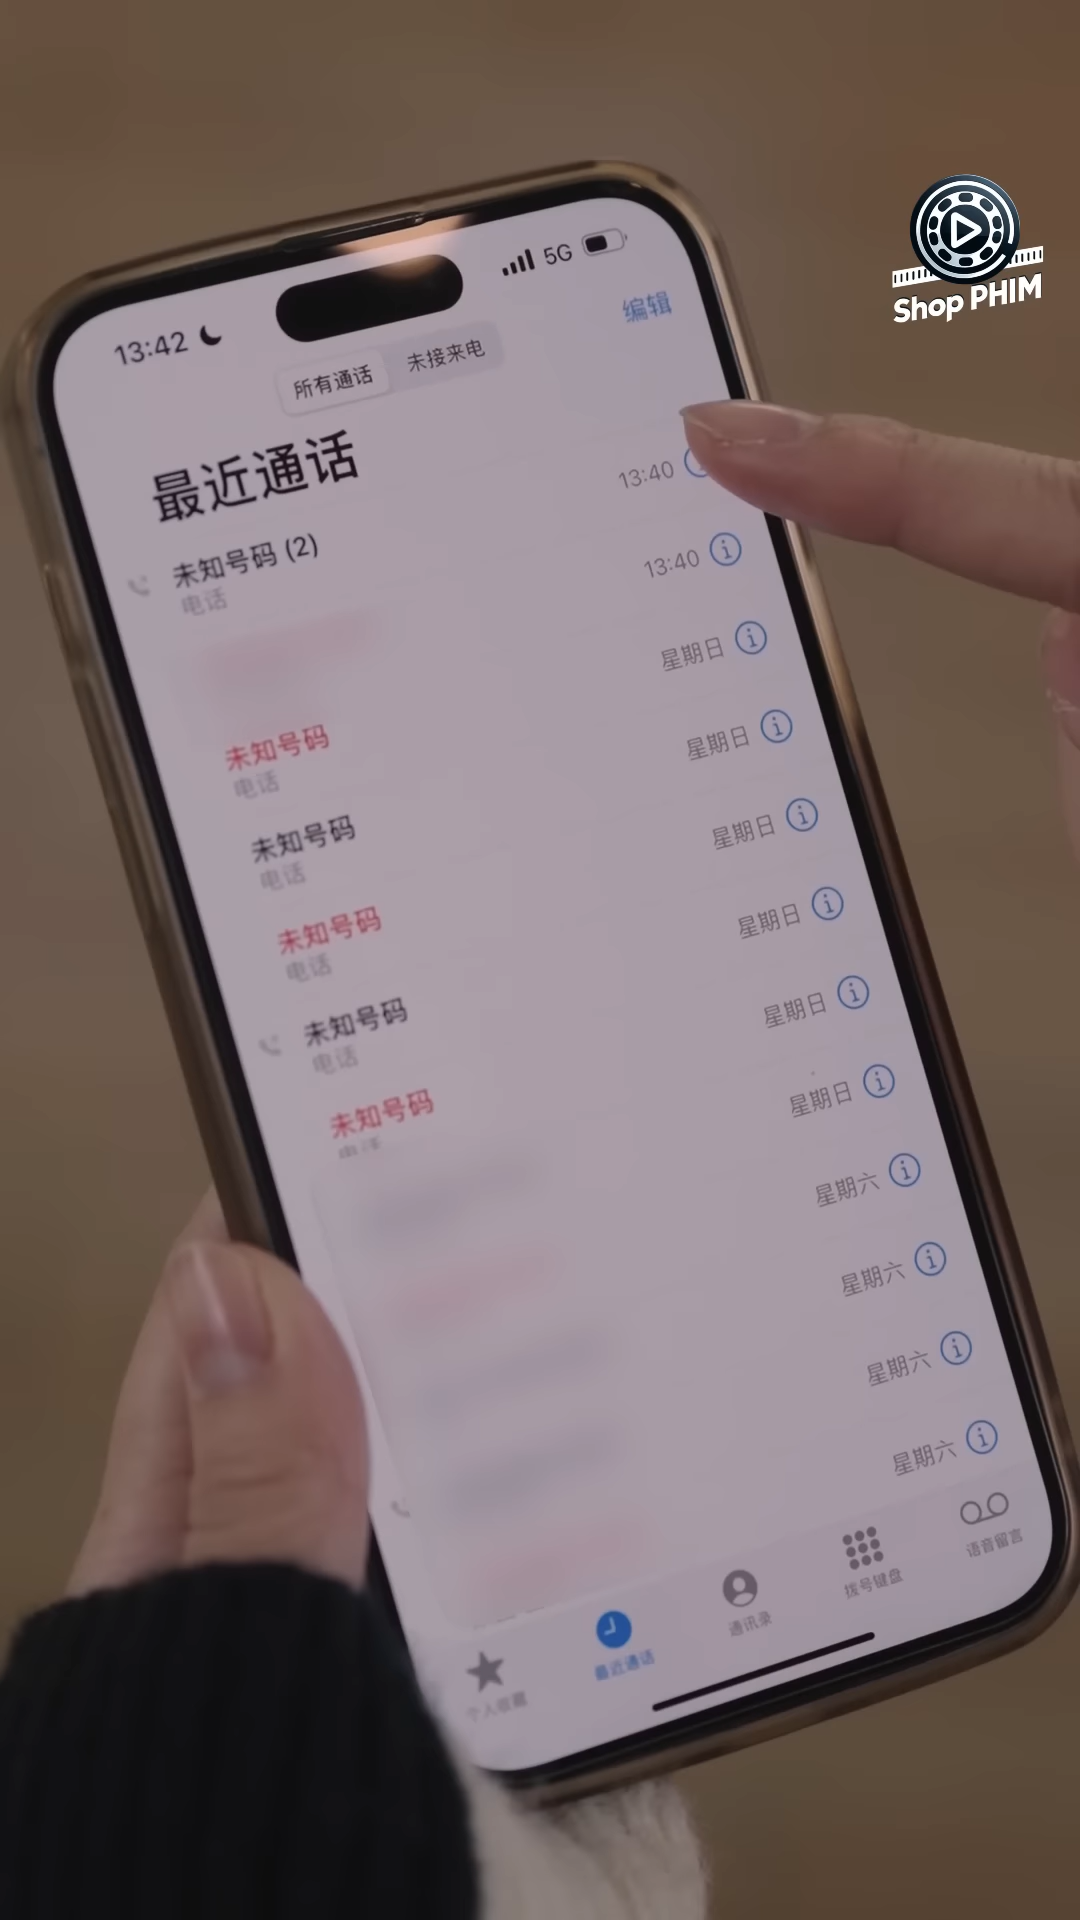 Shop PHIM
13:42
5G
编辑
所有通话
未接来电
最近通话
未知号码 (2)
电话
13:40
13:40
星期日
未知号码
电话
星期日
未知号码
电话
星期日
未知号码
电话
星期日
未知号码
电话
星期日
未知号码
星期日
星期六
星期六
星期六
星期六
个人收藏
最近通话
通讯录
拨号键盘
语音留言